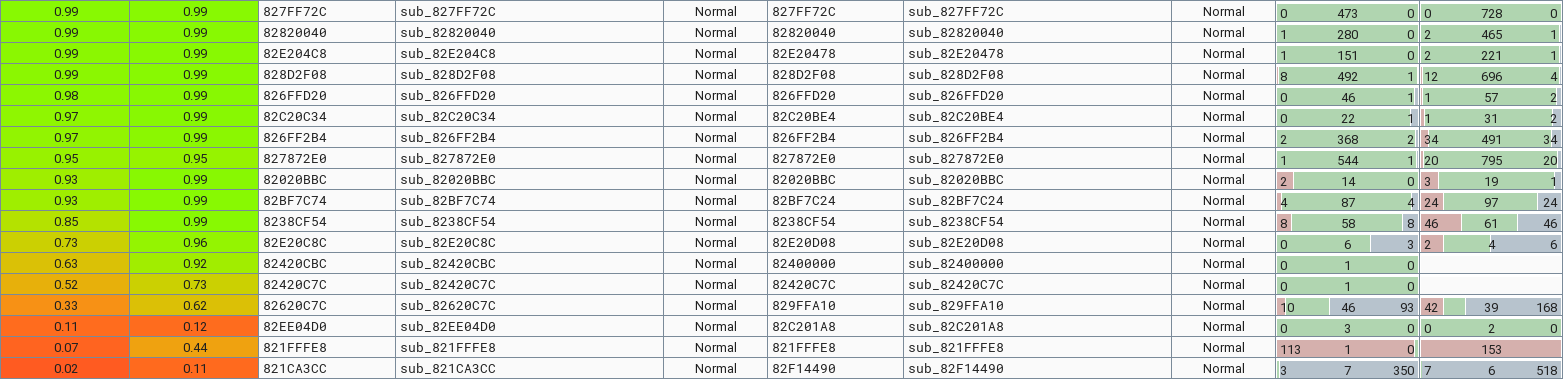 0.99 0.99 827FF72C sub_827FF72C Normal 827FF72C sub_827FF72C Normal 0 473 0 0 728 0
0.99 0.99 82820040 sub_82820040 Normal 82820040 sub_82820040 Normal 1 280 0 2 465 1
0.99 0.99 82E204C8 sub_82E204C8 Normal 82E20478 sub_82E20478 Normal 1 151 0 2 221 1
0.99 0.99 828D2F08 sub_828D2F08 Normal 828D2F08 sub_828D2F08 Normal 8 492 1 12 696 4
0.98 0.99 826FFD20 sub_826FFD20 Normal 826FFD20 sub_826FFD20 Normal 0 46 1 1 57 2
0.97 0.99 82C20C34 sub_82C20C34 Normal 82C20BE4 sub_82C20BE4 Normal 0 22 1 1 31 2
0.97 0.99 826FF2B4 sub_826FF2B4 Normal 826FF2B4 sub_826FF2B4 Normal 2 368 2 34 491 34
0.95 0.95 827872E0 sub_827872E0 Normal 827872E0 sub_827872E0 Normal 1 544 1 20 795 20
0.93 0.99 82020BBC sub_82020BBC Normal 82020BBC sub_82020BBC Normal 2 14 0 3 19 1
0.93 0.99 82BF7C74 sub_82BF7C74 Normal 82BF7C24 sub_82BF7C24 Normal 4 87 4 24 97 24
0.85 0.99 8238CF54 sub_8238CF54 Normal 8238CF54 sub_8238CF54 Normal 8 58 8 46 61 46
0.73 0.96 82E20C8C sub_82E20C8C Normal 82E20D08 sub_82E20D08 Normal 0 6 3 2 4 6
0.63 0.92 82420CBC sub_82420CBC Normal 82400000 sub_82400000 Normal 0 1 0
0.52 0.73 82420C7C sub_82420C7C Normal 82420C7C sub_82420C7C Normal 0 1 0
0.33 0.62 82620C7C sub_82620C7C Normal 829FFA10 sub_829FFA10 Normal 10 46 93 42 39 168
0.11 0.12 82EE04D0 sub_82EE04D0 Normal 82C201A8 sub_82C201A8 Normal 0 3 0 0 2 0
0.07 0.44 821FFFE8 sub_821FFFE8 Normal 821FFFE8 sub_821FFFE8 Normal 113 1 0 153
0.02 0.11 821CA3CC sub_821CA3CC Normal 82F14490 sub_82F14490 Normal 3 7 350 7 6 518